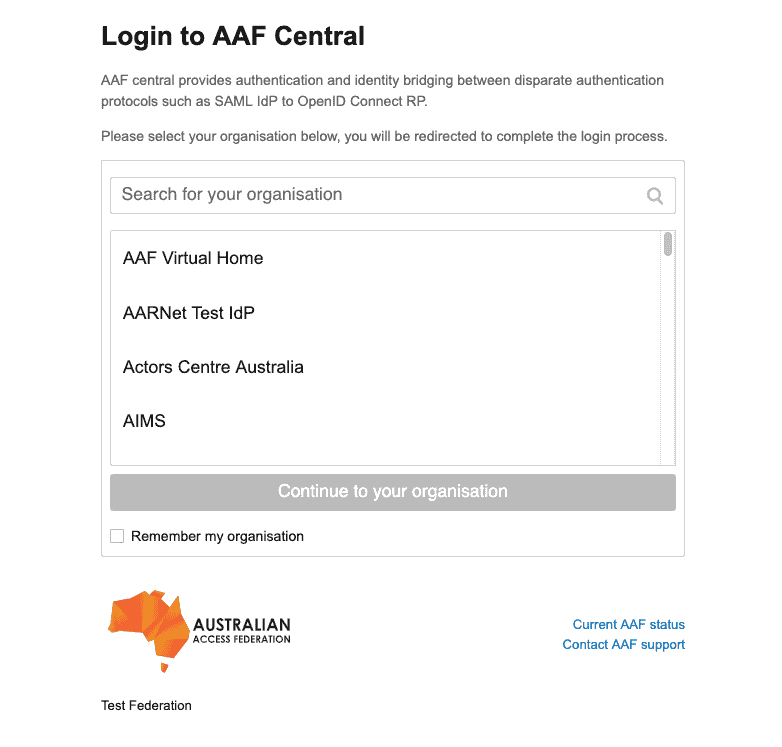 Login to AAF Central
AAF central provides authentication and identity bridging between disparate authentication
protocols such as SAML IdP to OpenID Connect RP.
Please select your organisation below, you will be redirected to complete the login process.
Search for your organisation
AAF Virtual Home
AARNet Test IdP
Actors Centre Australia
AIMS
Continue to your organisation
Remember my organisation
AUSTRALIAN
ACCESS FEDERATION
Current AAF status
Contact AAF support
Test Federation